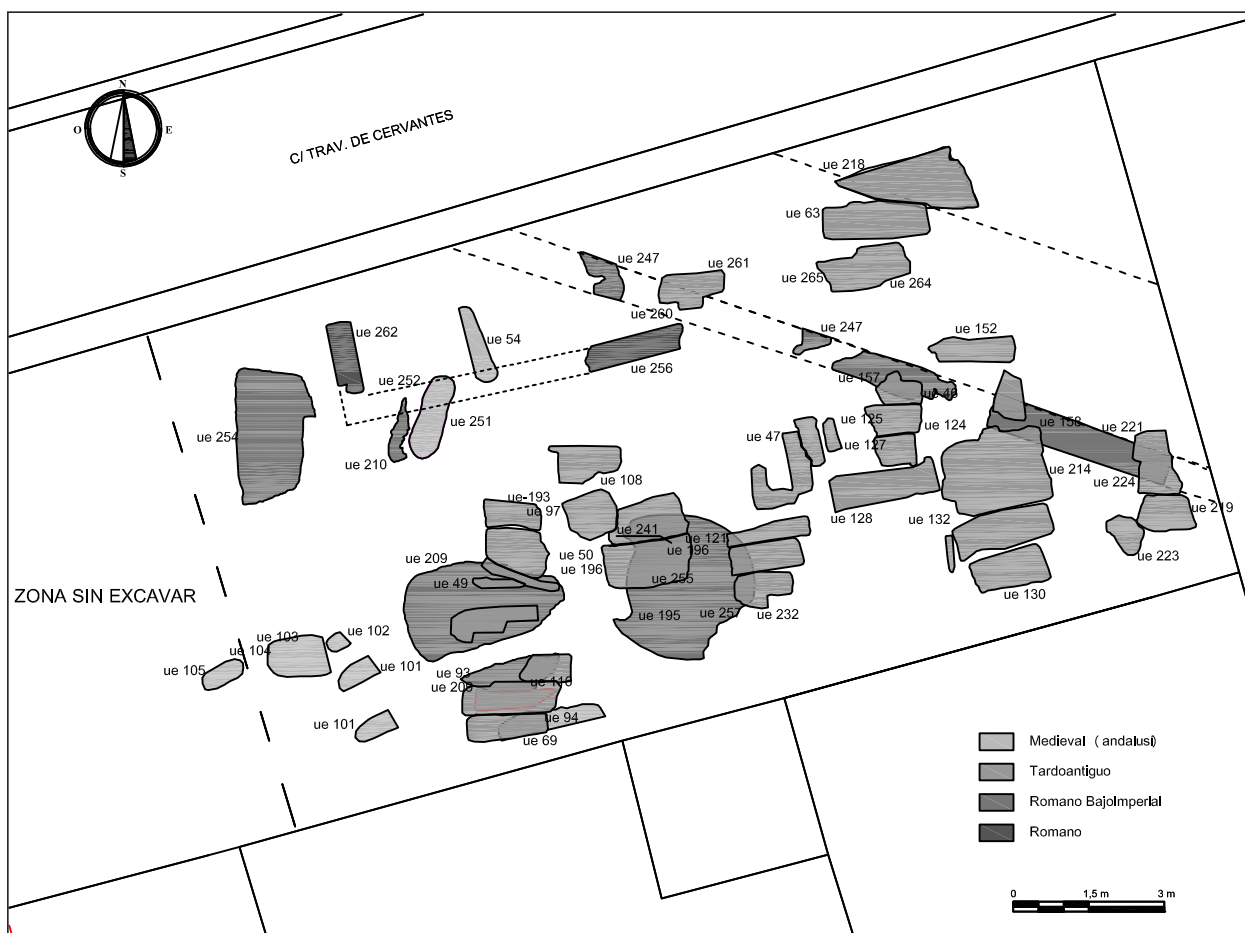 N
O
E
S
C/ TRAV. DE CERVANTES
ue 218
ue 63
ue 265
ue 264
ue 247
ue 261
ue 260
ue 262
ue 54
ue 252
ue 256
ue 247
ue 152
ue 157
ue 46
ue 251
ue 254
ue 210
ue 125
ue 124
ue 47
ue 127
ue 158
ue 221
ue 214
ue 224
ue 219
ue 108
ue-193
ue 97
ue 128
ue 132
ue 223
ue 241
ue 121
ue 196
ue 50
ue 196
ue 209
ue 49
ue 255
ue 130
ue 195
ue 257
ue 232
ZONA SIN EXCAVAR
ue 103
ue 102
ue 104
ue 105
ue 101
ue 93
ue 110
ue 94
ue 101
ue 69
Medieval ( andalusí)
Tardoantiguo
Romano BajoImperial
Romano
0 1,5 m 3 m